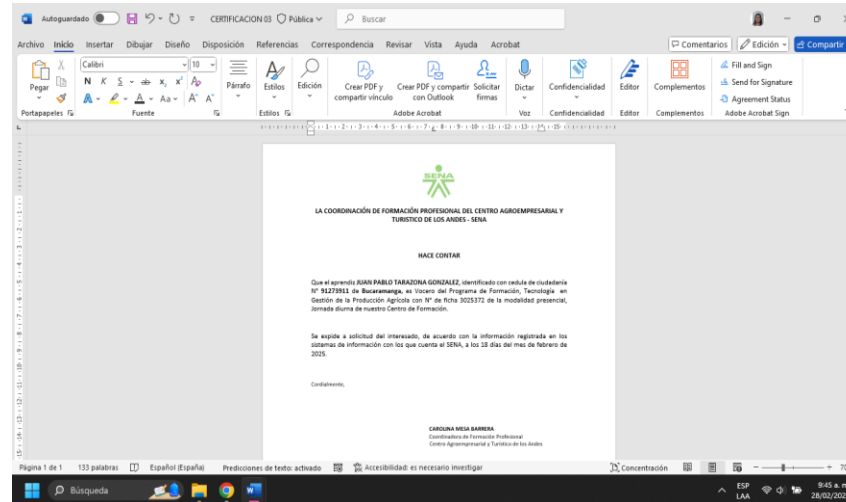 Autoguardado
CERTIFICACION 03
Pública
Buscar
Archivo Inicio Insertar Dibujar Diseño Disposición Referencias Correspondencia Revisar Vista Ayuda Acrobat
Comentarios Edición Compartir
Pegar
Portapapeles
Calibri 10
N K S ab x, x² A
A A Aa A A
Fuente
Párrafo
Estilos
Estilos
Edición
Crear PDF y compartir vínculo
Crear PDF y compartir con Outlook
Solicitar firmas
Adobe Acrobat
Dictar
Voz
Confidencialidad
Confidencialidad
Editor
Editor
Complementos
Complementos
Fill and Sign
Send for Signature
Agreement Status
Adobe Acrobat Sign
SENA
LA COORDINACIÓN DE FORMACIÓN PROFESIONAL DEL CENTRO AGROEMPRESARIAL Y
TURISTICO DE LOS ANDES - SENA
HACE CONTAR
Que el aprendiz JUAN PABLO TARAZONA GONZALEZ, identificado con cedula de ciudadanía
N° 91273911 de Bucaramanga, es Vocero del Programa de Formación, Tecnología en
Gestión de la Producción Agrícola con N° de ficha 3025372 de la modalidad presencial,
Jornada diurna de nuestro Centro de Formación.
Se expide a solicitud del interesado, de acuerdo con la información registrada en los
sistemas de información con los que cuenta el SENA, a los 18 días del mes de febrero de
2025.
Cordialmente,
CAROLINA MESA BARRERA
Coordinadora de Formación Profesional
Centro Agroempresarial y Turístico de los Andes
Página 1 de 1 133 palabras Español (España) Predicciones de texto: activado Accesibilidad: es necesario investigar Concentración
Búsqueda
ESP
LAA
9:45 a. m
28/02/202